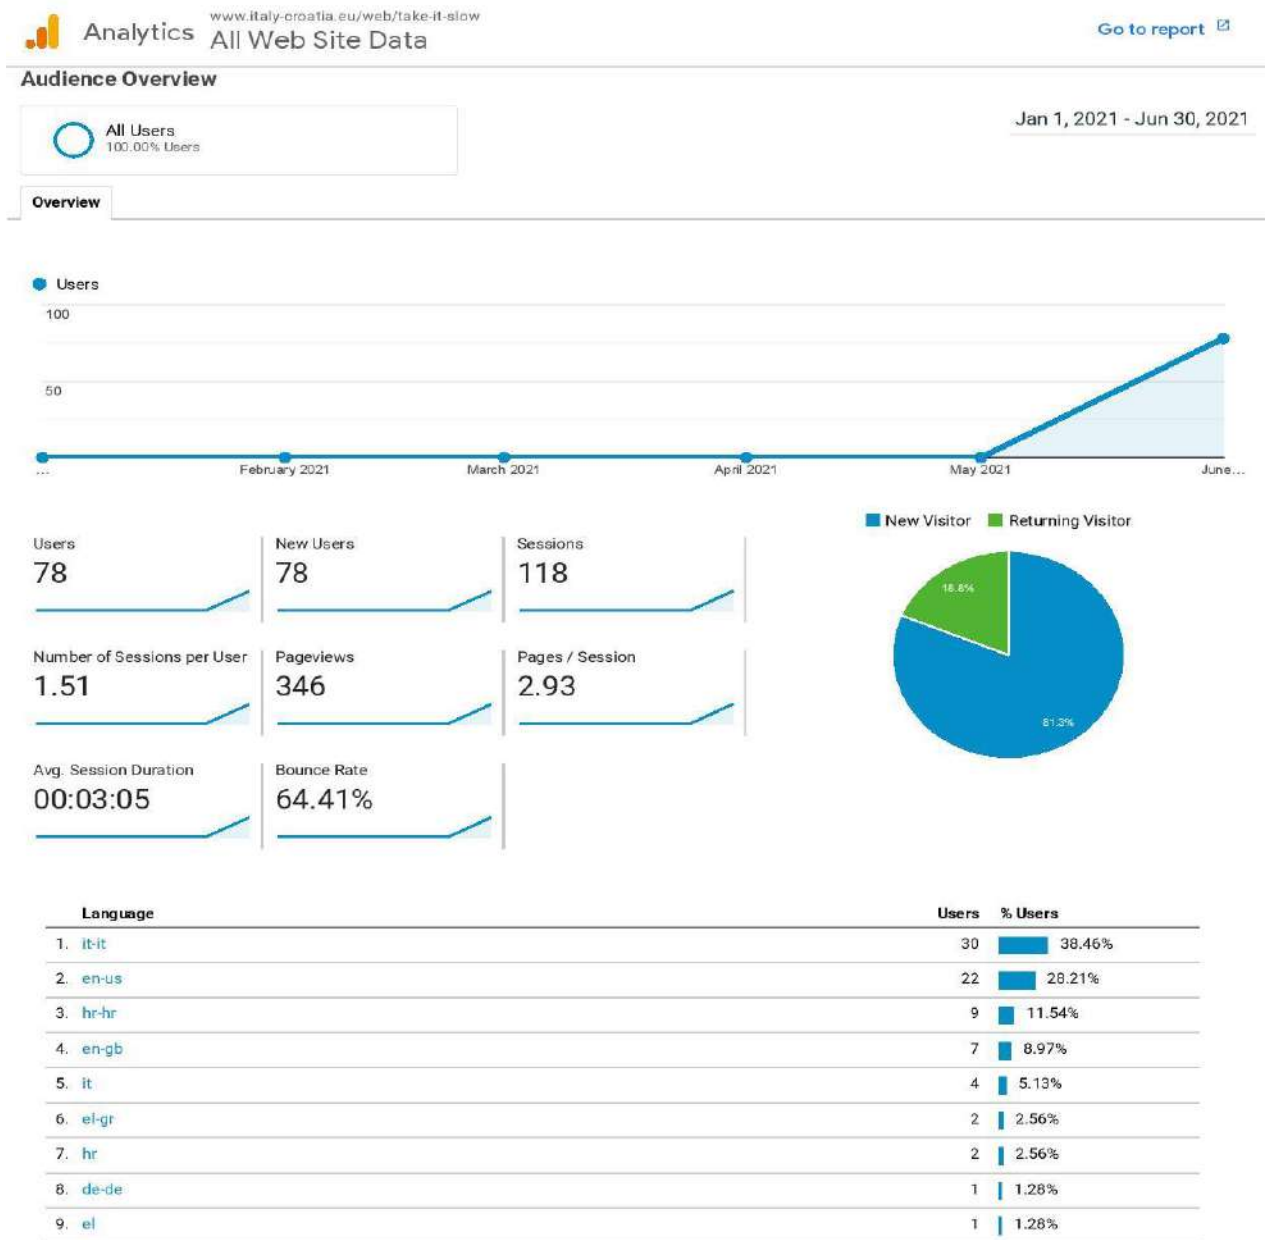 www.italy-croatia.eu/web/take-it-slow
Analytics All Web Site Data
Go to report
Audience Overview
All Users
100.00% Users
Jan 1, 2021 - Jun 30, 2021
Overview
Users
100
50
... February 2021 March 2021 April 2021 May 2021 June...
New Visitor Returning Visitor
18.8%
81.3%
Users New Users Sessions
78 78 118
Number of Sessions per User Pageviews Pages / Session
1.51 346 2.93
Avg. Session Duration Bounce Rate
00:03:05 64.41%
Language Users % Users
1. it-it 30 38.46%
2. en-us 22 28.21%
3. hr-hr 9 11.54%
4. en-gb 7 8.97%
5. it 4 5.13%
6. el-gr 2 2.56%
7. hr 2 2.56%
8. de-de 1 1.28%
9. el 1 1.28%